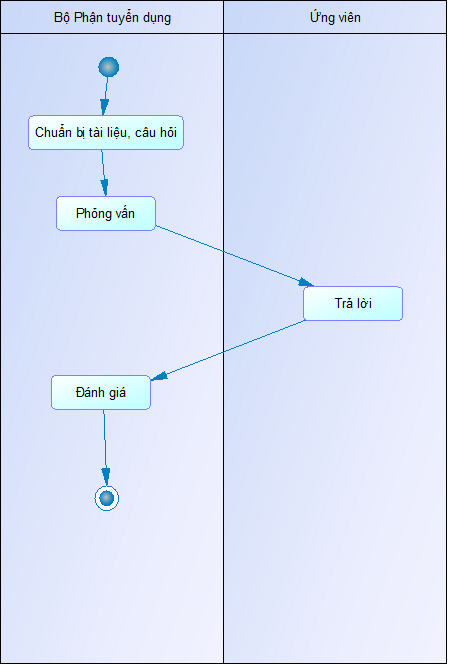 Bộ Phận tuyển dụng
Ứng viên
Chuẩn bị tài liệu, câu hỏi
Phỏng vấn
Trả lời
Đánh giá